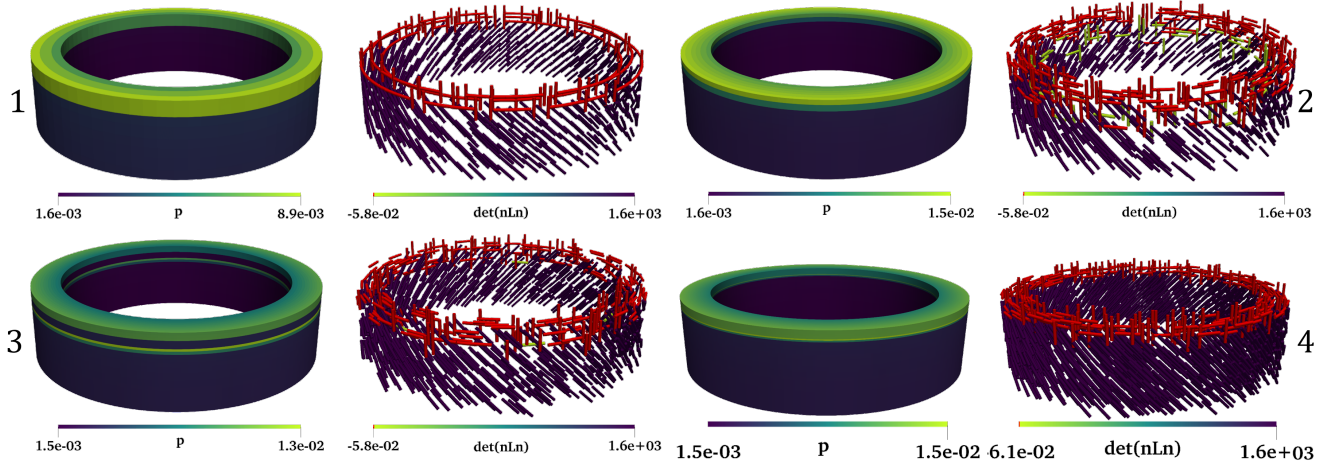 1
1.6e-03 p 8.9e-03
-5.8e-02 det(nLn) 1.6e+03
2
1.6e-03 p 1.5e-02
-5.8e-02 det(nLn) 1.6e+03
3
1.5e-03 p 1.3e-02
-5.8e-02 det(nLn) 1.6e+03
4
1.5e-03 p 1.5e-02
-6.1e-02 det(nLn) 1.6e+03